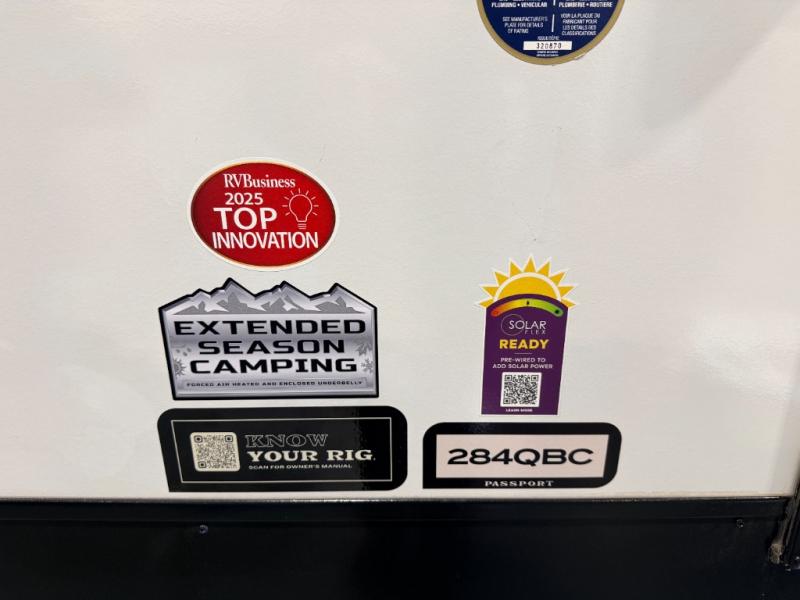 PLUMBING • VEHICULAR
PLOMBERIE • ROUTIERE
SEE MANUFACTURER'S
PLATE FOR DETAILS
OF RATING
VOIR LA PLAQUE DU
FABRICANT POUR
LES DETAILS DES
CLASSIFICATIONS
320870
RVBusiness
2025
TOP
INNOVATION
EXTENDED
SEASON
CAMPING
FORCED AIR HEATED AND ENCLOSED UNDERBELLY
SOLAR
FLEX
READY
PRE-WIRED TO
ADD SOLAR POWER
LEARN MORE
KNOW
YOUR RIG.
SCAN FOR OWNER'S MANUAL
284QBC
PASSPORT